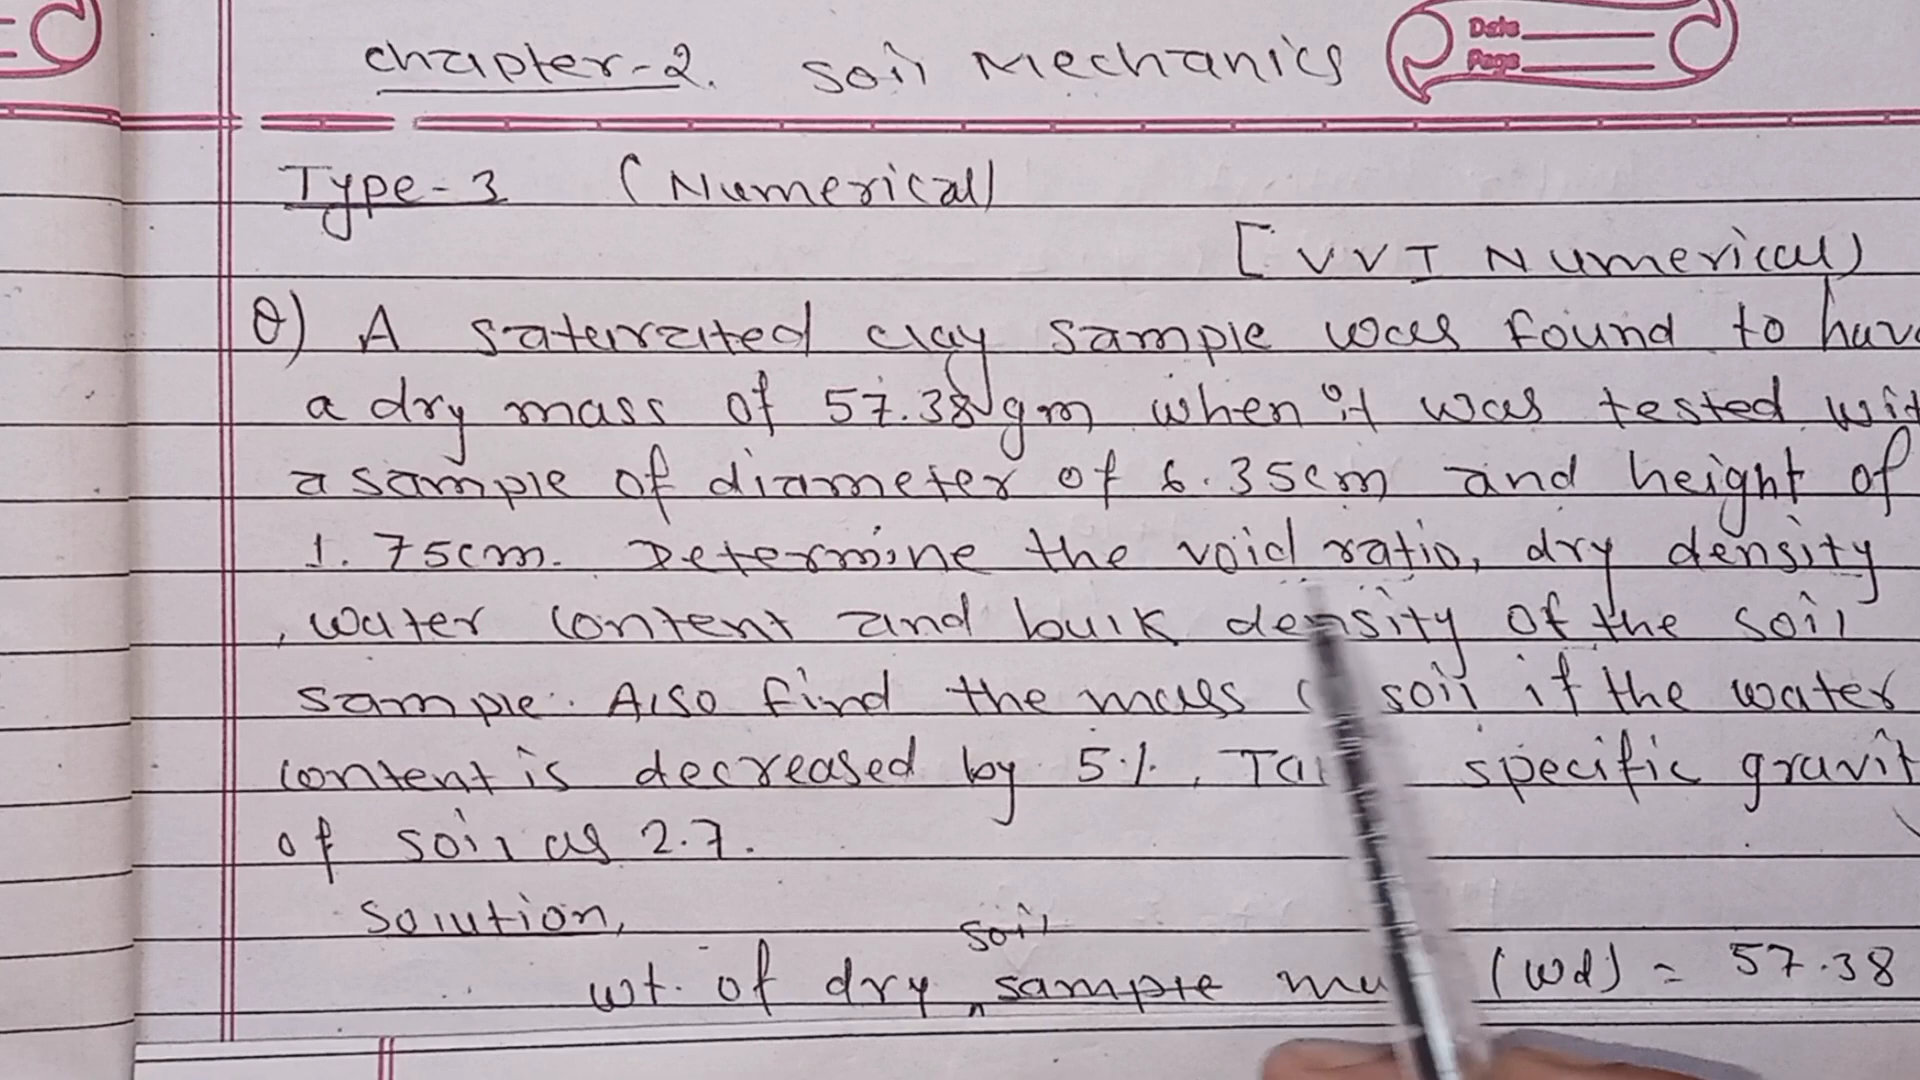 Date
Page
Chapter-2. Soil Mechanics
Type-3 (Numerical)
[VVI Numerical)
Q) A saterrated clay sample was found to have
a dry mass of 57.38 gm when it was tested wit
a sample of diameter of 6.35cm and height of
1.75cm. Determine the void ratio, dry density
, water content and bulk density of the soil
sample. Also find the mass soil if the water
content is decreased by 5%. specific gravit
of soil as 2.7.
Solution,
wt. of dry soil sample (wd) = 57.38